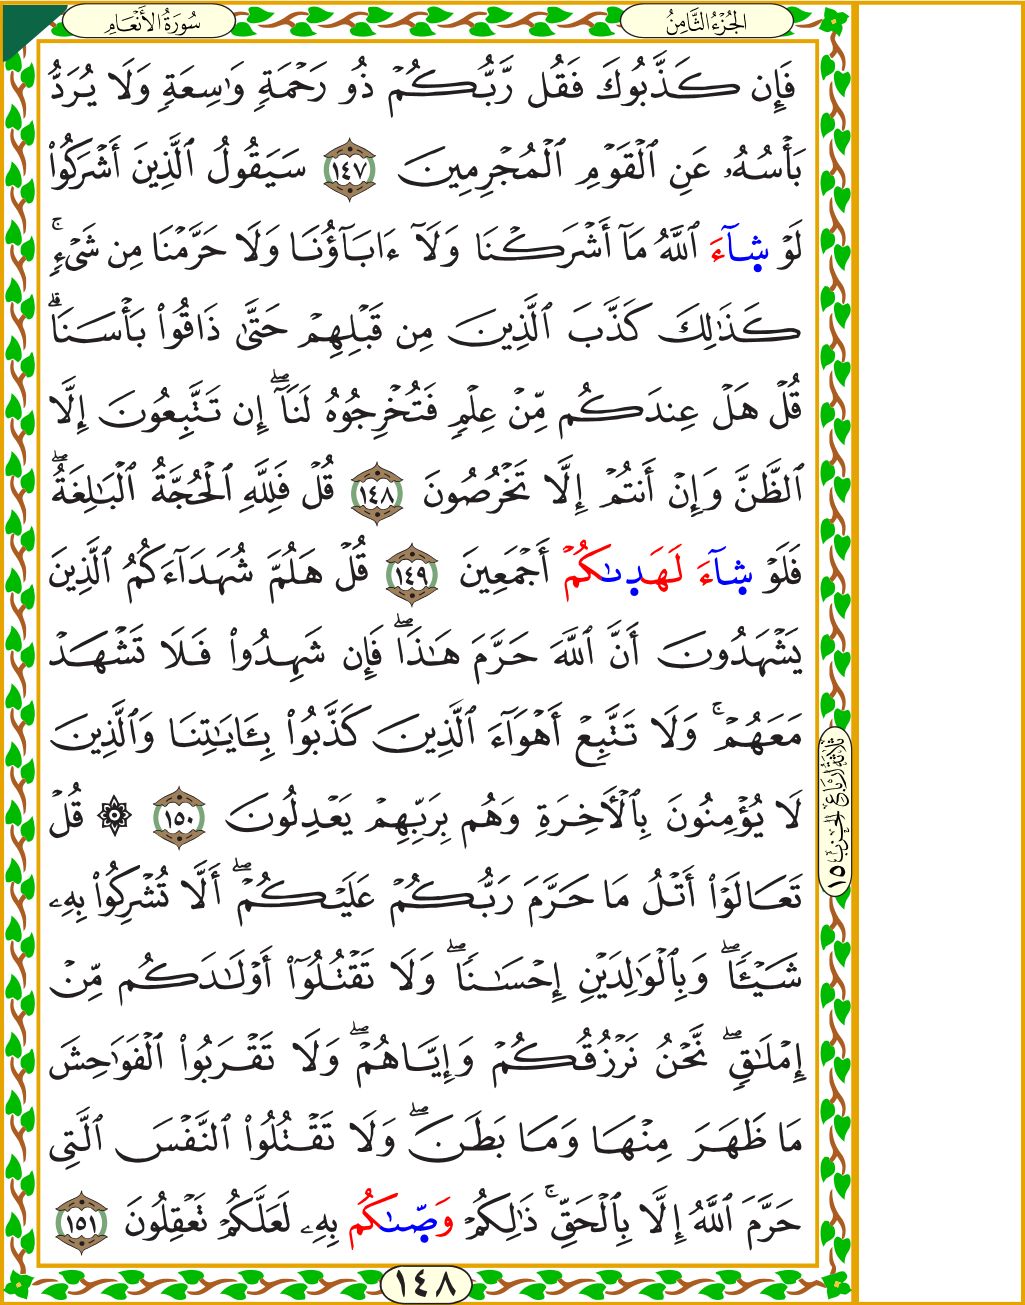 سُورَةُ الأَنْعَامِ
الجُزْءُ الثَّامِنُ
فَإِن كَذَّبُوكَ فَقُل رَّبُّكُمْ ذُو رَحْمَةٍ وَٰسِعَةٍ وَلَا يُرَدُّ
بَأْسُهُۥ عَنِ ٱلْقَوْمِ ٱلْمُجْرِمِينَ ١٤٧ سَيَقُولُ ٱلَّذِينَ أَشْرَكُوا۟
لَوْ شَآءَ ٱللَّهُ مَآ أَشْرَكْنَا وَلَآ ءَابَآؤُنَا وَلَا حَرَّمْنَا مِن شَىْءٍۚ
كَذَٰلِكَ كَذَّبَ ٱلَّذِينَ مِن قَبْلِهِمْ حَتَّىٰ ذَاقُوا۟ بَأْسَنَاۗ
قُلْ هَلْ عِندَكُم مِّنْ عِلْمٍ فَتُخْرِجُوهُ لَنَآۖ إِن تَتَّبِعُونَ إِلَّا
ٱلظَّنَّ وَإِنْ أَنتُمْ إِلَّا تَخْرُصُونَ ١٤٨ قُلْ فَلِلَّهِ ٱلْحُجَّةُ ٱلْبَٰلِغَةُۖ
فَلَوْ شَآءَ لَهَدَىٰكُمْ أَجْمَعِينَ ١٤٩ قُلْ هَلُمَّ شُهَدَآءَكُمُ ٱلَّذِينَ
يَشْهَدُونَ أَنَّ ٱللَّهَ حَرَّمَ هَٰذَاۖ فَإِن شَهِدُوا۟ فَلَا تَشْهَدْ
مَعَهُمْۚ وَلَا تَتَّبِعْ أَهْوَآءَ ٱلَّذِينَ كَذَّبُوا۟ بِـَٔايَٰتِنَا وَٱلَّذِينَ
لَا يُؤْمِنُونَ بِٱلْأَخِرَةِ وَهُم بِرَبِّهِمْ يَعْدِلُونَ ١٥٠ ۞ قُلْ
تَعَالَوْا۟ أَتْلُ مَا حَرَّمَ رَبُّكُمْ عَلَيْكُمْۖ أَلَّا تُشْرِكُوا۟ بِهِۦ
شَيْـًٔاۖ وَبِٱلْوَٰلِدَيْنِ إِحْسَٰنًاۖ وَلَا تَقْتُلُوٓا۟ أَوْلَٰدَكُم مِّنْ
إِمْلَٰقٍۖ نَّحْنُ نَرْزُقُكُمْ وَإِيَّاهُمْۖ وَلَا تَقْرَبُوا۟ ٱلْفَوَٰحِشَ
مَا ظَهَرَ مِنْهَا وَمَا بَطَنَۖ وَلَا تَقْتُلُوا۟ ٱلنَّفْسَ ٱلَّتِى
حَرَّمَ ٱللَّهُ إِلَّا بِٱلْحَقِّۚ ذَٰلِكُمْ وَصَّىٰكُم بِهِۦ لَعَلَّكُمْ تَعْقِلُونَ ١٥١
ثلاثة أرباع الحزب ١٥
١٤٨